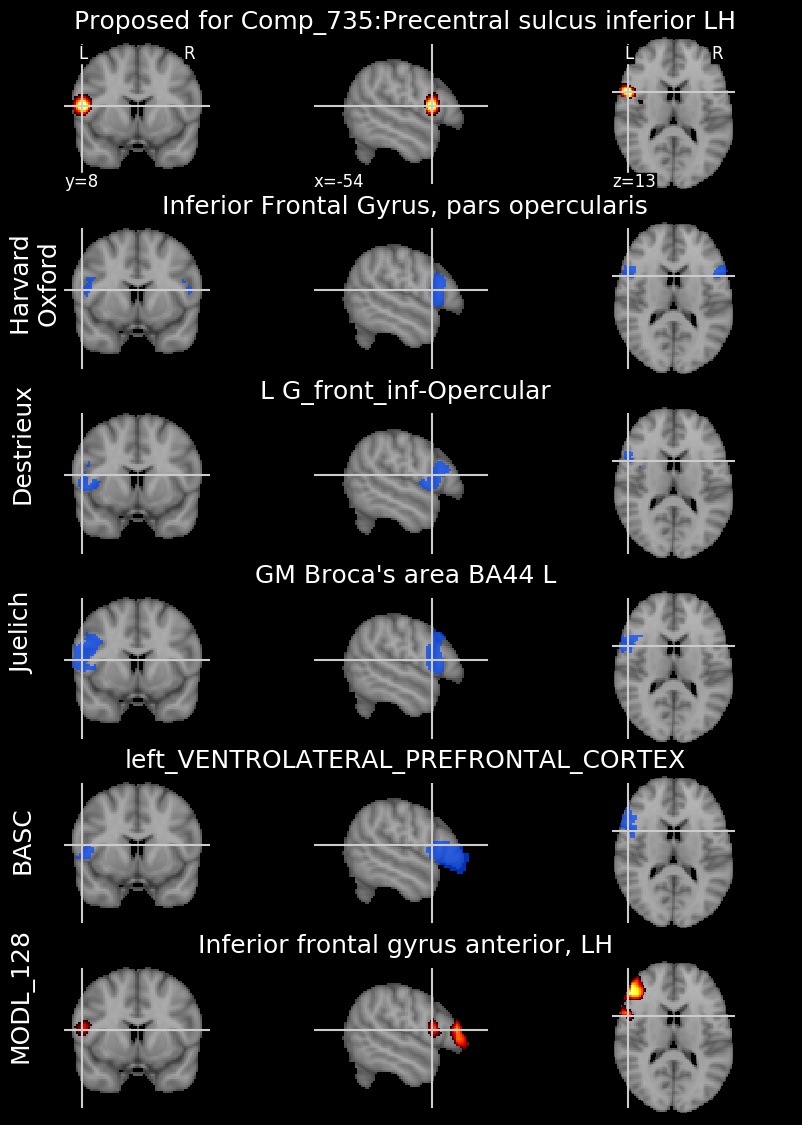 Proposed for Comp_735:Precentral sulcus inferior LH
L R L R
y=8 x=-54 z=13
Inferior Frontal Gyrus, pars opercularis
Harvard
Oxford
L G_front_inf-Opercular
Destrieux
GM Broca's area BA44 L
Juelich
left_VENTROLATERAL_PREFRONTAL_CORTEX
BASC
Inferior frontal gyrus anterior, LH
MODL_128